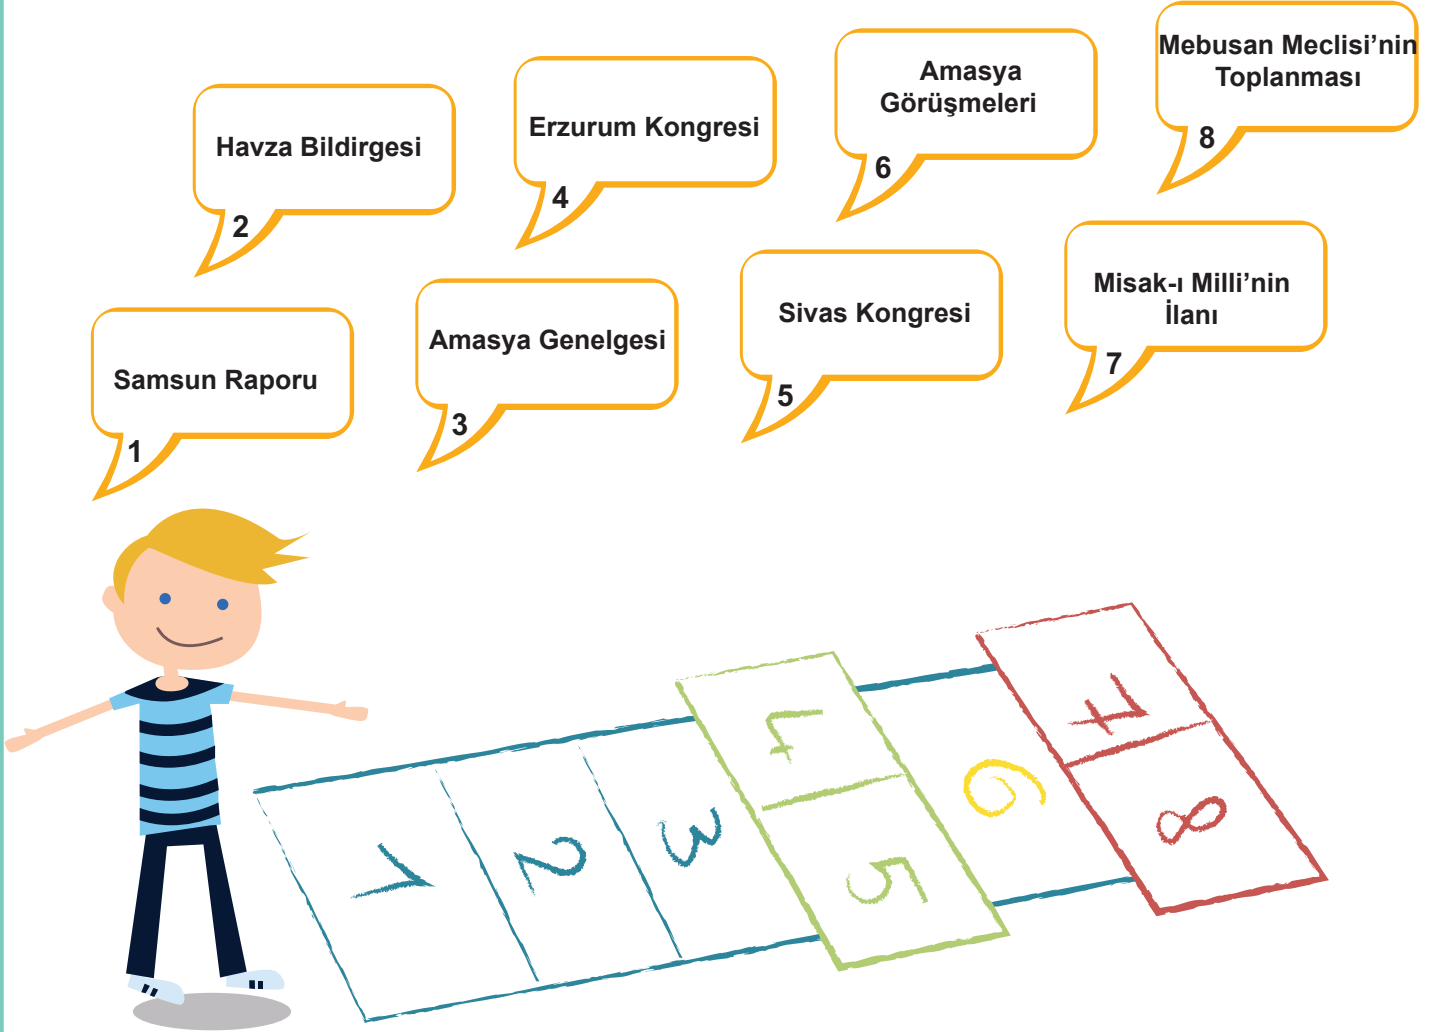 Samsun Raporu
1
Havza Bildirgesi
2
Amasya Genelgesi
3
Erzurum Kongresi
4
Sivas Kongresi
5
Amasya
Görüşmeleri
6
Misak-ı Milli’nin
İlanı
7
Mebusan Meclisi’nin
Toplanması
8
1
2
3
4
5
6
7
8